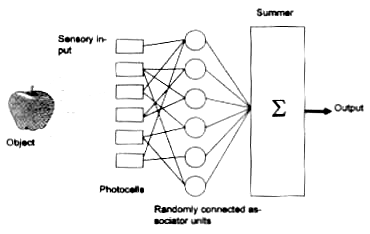 Summer
Sensory in-
put
Σ
Output
Object
Photocells
Randomly connected as-
sociator units